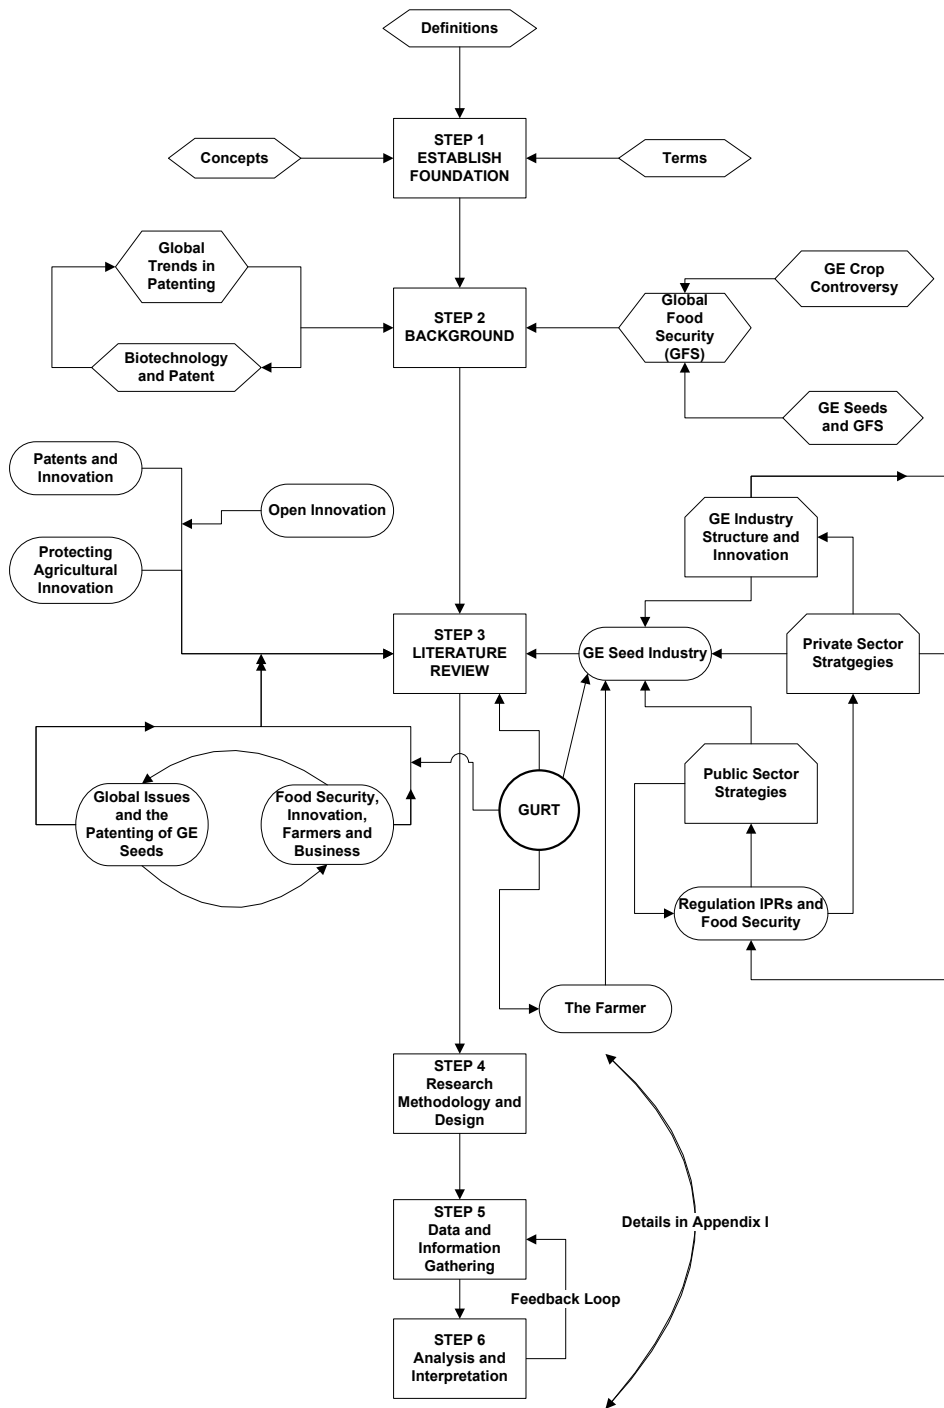 Definitions
STEP 1
ESTABLISH
FOUNDATION
Concepts
Terms
Global
Trends in
Patenting
GE Crop
Controversy
STEP 2
BACKGROUND
Global
Food
Security
(GFS)
Biotechnology
and Patent
GE Seeds
and GFS
Patents and
Innovation
Open Innovation
Protecting
Agricultural
Innovation
GE Industry
Structure and
Innovation
STEP 3
LITERATURE
REVIEW
GE Seed Industry
Private Sector
Stratgegies
Public Sector
Strategies
Global Issues
and the
Patenting of GE
Seeds
Food Security,
Innovation,
Farmers and
Business
GURT
Regulation IPRs and
Food Security
The Farmer
STEP 4
Research
Methodology and
Design
STEP 5
Data and
Information
Gathering
Details in Appendix I
Feedback Loop
STEP 6
Analysis and
Interpretation